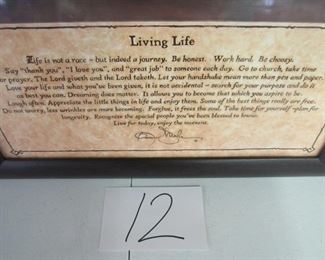 Living Life
Life is not a race – but indeed a journey. Be honest. Work hard. Be choosy.
Say "thank you", "I love you", and "great job" to someone each day. Go to church, take time
for prayer. The Lord giveth and the Lord taketh. Let your handshake mean more than pen and paper.
Love your life and what you've been given, it is not accidental – search for your purpose and do it
as best you can. Dreaming does matter. It allows you to become that which you aspire to be.
Laugh often. Appreciate the little things in life and enjoy them. Some of the best things really are free.
Do not worry, less wrinkles are more becoming. Forgive, it frees the soul. Take time for yourself – plan for
longevity. Recognize the special people you've been blessed to know.
Live for today, enjoy the moment.
12